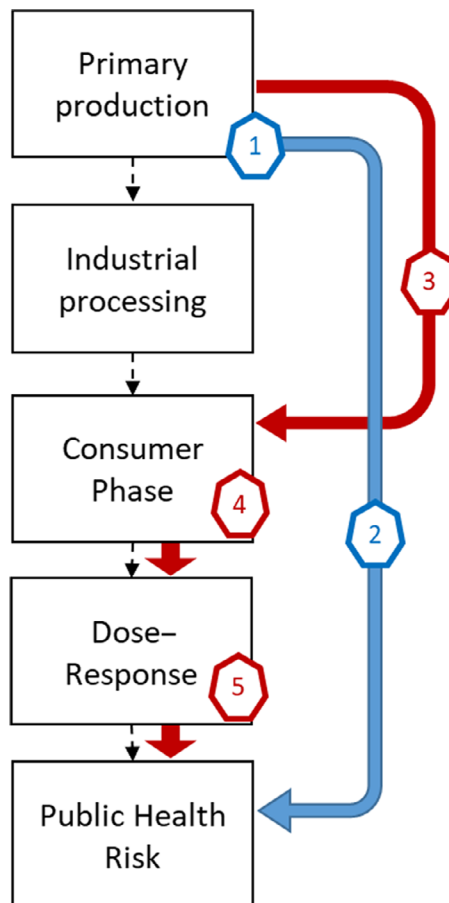 Primary
production
1
Industrial
processing
3
Consumer
Phase
4
2
Dose–
Response
5
Public Health
Risk